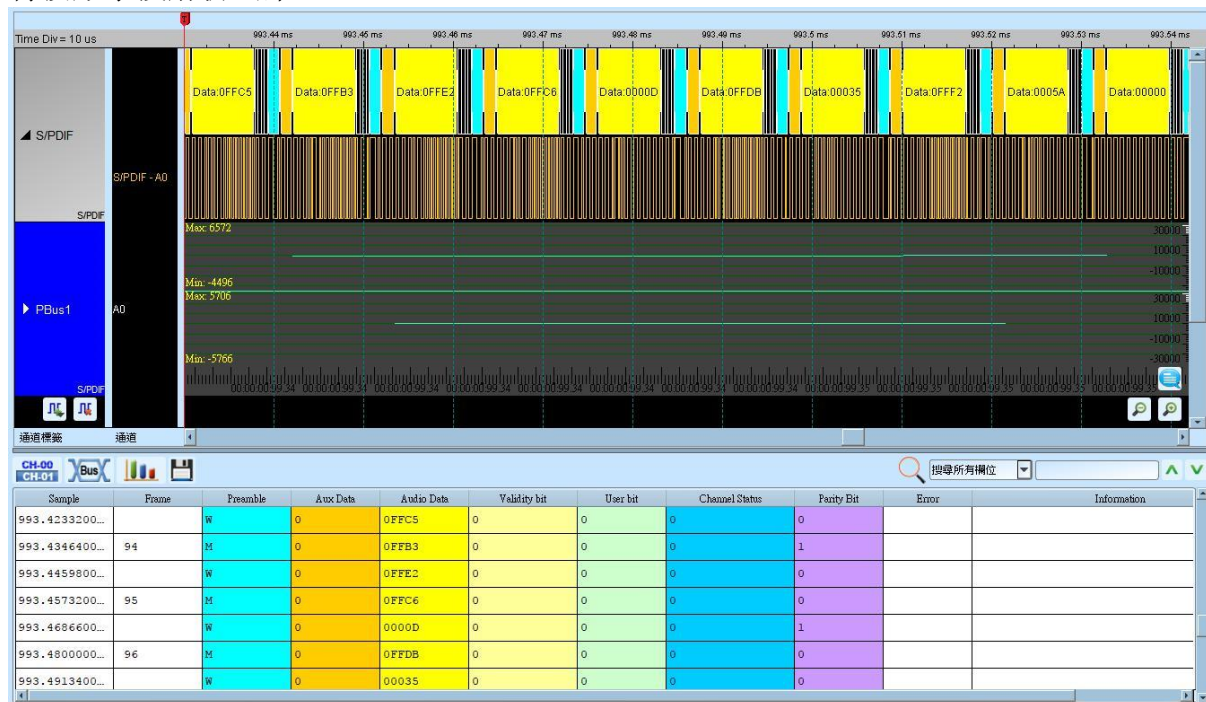 Time Div = 10 us
993.44 ms 993.45 ms 993.46 ms 993.47 ms 993.48 ms 993.49 ms 993.5 ms 993.51 ms 993.52 ms 993.53 ms 993.54 ms
Data:0FFC5 Data:0FFB3 Data:0FFE2 Data:0FFC6 Data:0000D Data:0FFDB Data:00035 Data:0FFF2 Data:0005A Data:00000
S/PDIF
S/PDIF - A0
S/PDIF
Max: 6572
30000
10000
-10000
Min: -4496
Max: 5706
30000
PBus1 A0
10000
-10000
Min: -5766
-30000
S/PDIF
通道標籤 通道
CH-00
CH-01
Bus
搜尋所有欄位
Sample Frame Preamble Aux Data Audio Data Validity bit User bit Channel Status Parity Bit Error Information
993.4233200... W 0 0FFC5 0 0 0 0
993.4346400... 94 M 0 0FFB3 0 0 0 1
993.4459800... W 0 0FFE2 0 0 0 0
993.4573200... 95 M 0 0FFC6 0 0 0 0
993.4686600... W 0 0000D 0 0 0 1
993.4800000... 96 M 0 0FFDB 0 0 0 0
993.4913400... W 0 00035 0 0 0 0